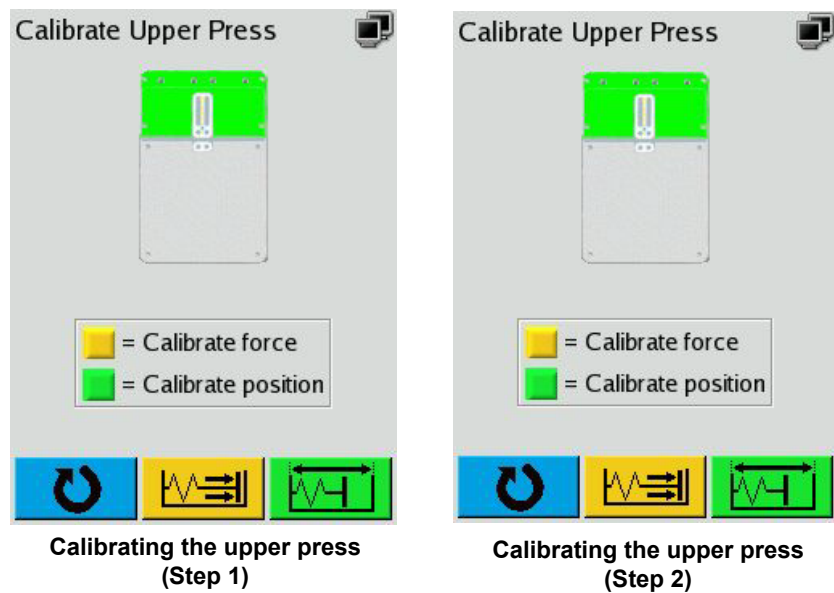 Calibrate Upper Press
= Calibrate force
= Calibrate position
Calibrating the upper press
(Step 1)
Calibrate Upper Press
= Calibrate force
= Calibrate position
Calibrating the upper press
(Step 2)